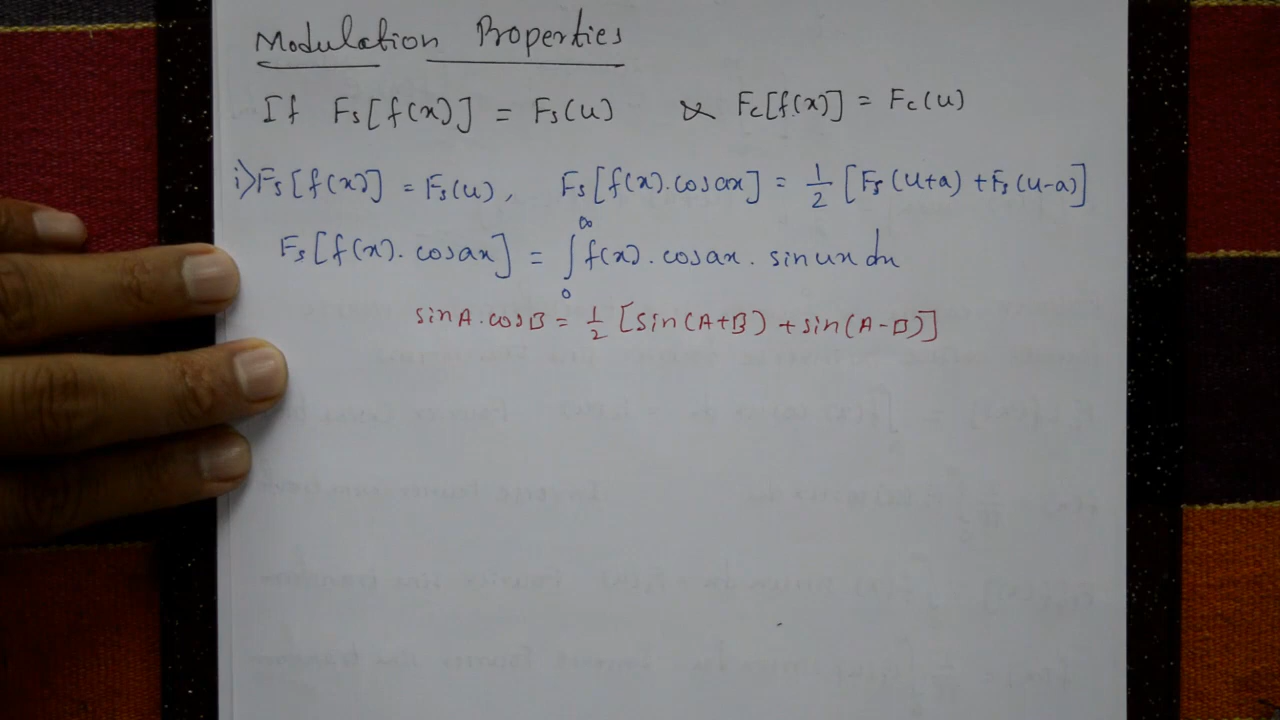 Modulation Properties
If Fs[f(x)] = Fs(u) & Fc[f(x)] = Fc(u)
i) Fs[f(x)] = Fs(u), Fs[f(x).cosax] = 1/2 [Fs(u+a) + Fs(u-a)]
Fs[f(x). cosax] = ∫₀^∞ f(x). cosax. sinux dx
sinA.cosB = 1/2 [sin(A+B) + sin(A-B)]